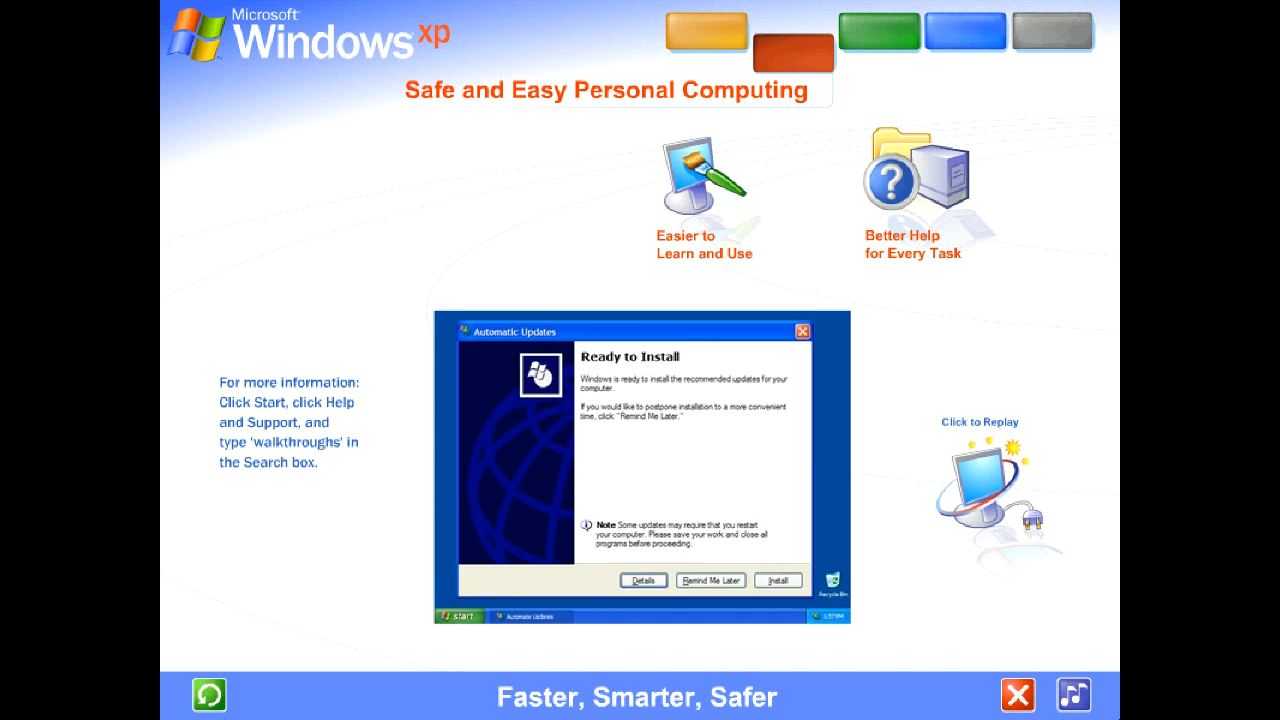 Microsoft
Windows xp
Safe and Easy Personal Computing
Easier to
Learn and Use
Better Help
for Every Task
Automatic Updates
Ready to Install
Windows is ready to install the recommended updates for your
computer.
If you would like to postpone installation to a more convenient
time, click "Remind Me Later."
Note Some updates may require that you restart
your computer. Please save your work and close all
programs before proceeding.
Details
Remind Me Later
Install
Recycle Bin
start
Automatic Updates
1:37 PM
For more information:
Click Start, click Help
and Support, and
type 'walkthroughs' in
the Search box.
Click to Replay
Faster, Smarter, Safer